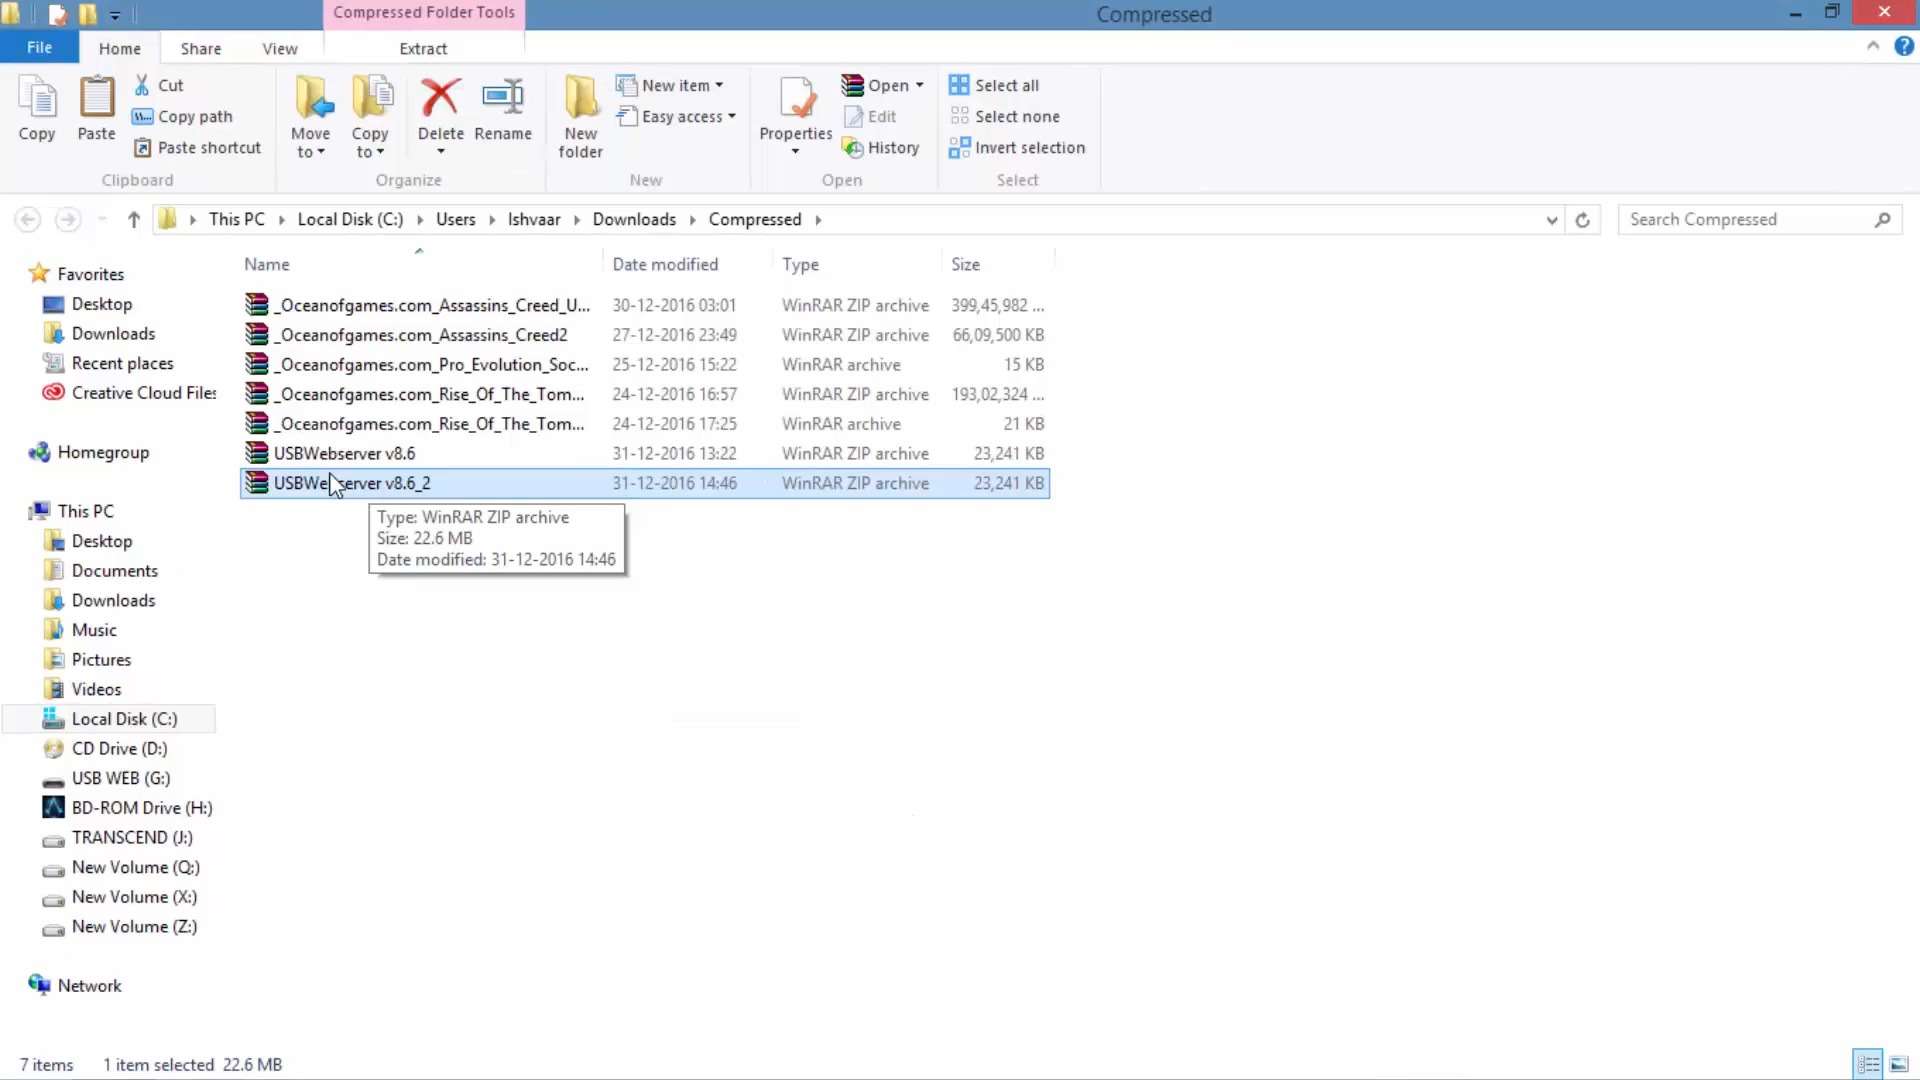 Compressed Folder Tools
Compressed
File
Home
Share
View
Extract
Copy
Paste
Cut
Copy path
Paste shortcut
Clipboard
Move to
Copy to
Delete
Rename
Organize
New folder
New item
Easy access
New
Properties
Open
Edit
History
Open
Select all
Select none
Invert selection
Select
This PC
Local Disk (C:)
Users
Ishvaar
Downloads
Compressed
Search Compressed
Name
Date modified
Type
Size
_Oceanofgames.com_Assassins_Creed_U... 30-12-2016 03:01 WinRAR ZIP archive 399,45,982 ...
_Oceanofgames.com_Assassins_Creed2 27-12-2016 23:49 WinRAR ZIP archive 66,09,500 KB
_Oceanofgames.com_Pro_Evolution_Soc... 25-12-2016 15:22 WinRAR archive 15 KB
_Oceanofgames.com_Rise_Of_The_Tom... 24-12-2016 16:57 WinRAR ZIP archive 193,02,324 ...
_Oceanofgames.com_Rise_Of_The_Tom... 24-12-2016 17:25 WinRAR archive 21 KB
USBWebserver v8.6 31-12-2016 13:22 WinRAR ZIP archive 23,241 KB
USBWebserver v8.6_2 31-12-2016 14:46 WinRAR ZIP archive 23,241 KB
Type: WinRAR ZIP archive
Size: 22.6 MB
Date modified: 31-12-2016 14:46
Favorites
Desktop
Downloads
Recent places
Creative Cloud Files
Homegroup
This PC
Desktop
Documents
Downloads
Music
Pictures
Videos
Local Disk (C:)
CD Drive (D:)
USB WEB (G:)
BD-ROM Drive (H:)
TRANSCEND (J:)
New Volume (Q:)
New Volume (X:)
New Volume (Z:)
Network
7 items
1 item selected 22.6 MB